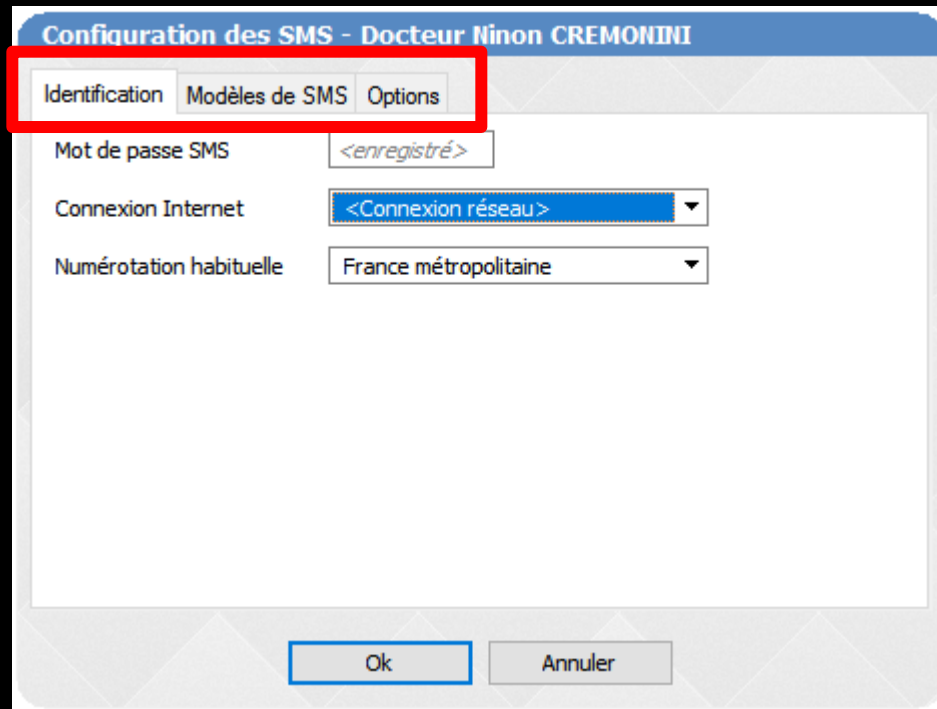 Configuration des SMS - Docteur Ninon CREMONINI
Identification Modèles de SMS Options
Mot de passe SMS <enregistré>
Connexion Internet <Connexion réseau>
Numérotation habituelle France métropolitaine
Ok Annuler